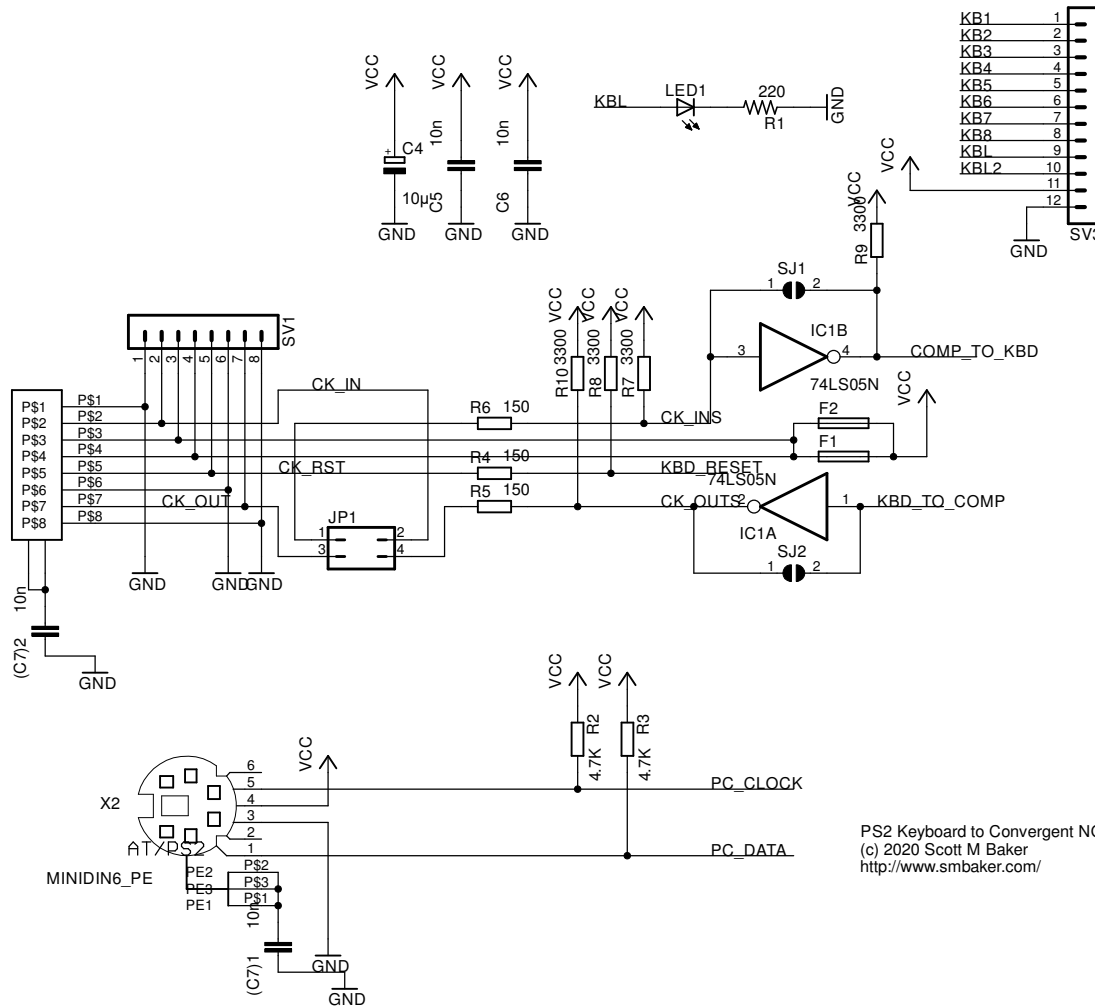 KB1 1
KB2 2
KB3 3
KB4 4
KB5 5
KB6 6
KB7 7
KB8 8
KBL 9
KBL2 10
VCC 11
12
GND
SV3
VCC
VCC
VCC
+
C4
10µ
GND
10n
C5
GND
10n
C6
GND
KBL
LED1
220
R1
GND
VCC
3300
R9
SJ1
1 2
IC1B
3 4
COMP_TO_KBD
74LS05N
VCC
F2
F1
SV1
1 2 3 4 5 6 7 8
VCC
VCC
VCC
R10 3300
R8 3300
R7 3300
CK_IN
P$1 P$1
P$2 P$2
P$3 P$3
P$4 P$4
P$5 P$5
P$6 P$6
P$7 P$7
P$8 P$8
R6 150
CK_INS
CK_RST
R4 150
KBD_RESET
74LS05N
CK_OUT
R5 150
CK_OUTS
2 1
KBD_TO_COMP
IC1A
JP1
1 2
3 4
SJ2
1 2
GND
GND
GND
10n
(C7)2
GND
VCC
VCC
R2
4.7K
R3
4.7K
VCC
X2
6
5
4
3
2
1
PC_CLOCK
PC_DATA
AT/PS2
MINIDIN6_PE
PE2 P$2
PE3 P$3
PE1 P$1
10n
(C7)1
GND
GND
PS2 Keyboard to Convergent
(c) 2020 Scott M Baker
http://www.smbaker.com/